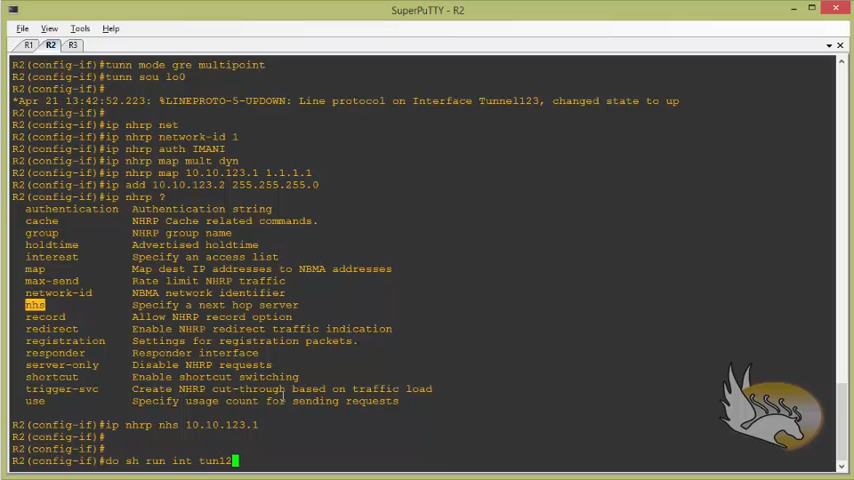 SuperPuTTY - R2
File View Tools Help
R1 R2 R3
R2(config-if)#tunn mode gre multipoint
R2(config-if)#tunn sou lo0
R2(config-if)#
*Apr 21 13:42:52.223: %LINEPROTO-5-UPDOWN: Line protocol on Interface Tunnel123, changed state to up
R2(config-if)#
R2(config-if)#ip nhrp net
R2(config-if)#ip nhrp network-id 1
R2(config-if)#ip nhrp auth IMANI
R2(config-if)#ip nhrp map mult dyn
R2(config-if)#ip nhrp map 10.10.123.1 1.1.1.1
R2(config-if)#ip add 10.10.123.2 255.255.255.0
R2(config-if)#ip nhrp ?
authentication Authentication string
cache NHRP Cache related commands.
group NHRP group name
holdtime Advertised holdtime
interest Specify an access list
map Map dest IP addresses to NBMA addresses
max-send Rate limit NHRP traffic
network-id NBMA network identifier
nhs Specify a next hop server
record Allow NHRP record option
redirect Enable NHRP redirect traffic indication
registration Settings for registration packets.
responder Responder interface
server-only Disable NHRP requests
shortcut Enable shortcut switching
trigger-svc Create NHRP cut-through based on traffic load
use Specify usage count for sending requests
R2(config-if)#ip nhrp nhs 10.10.123.1
R2(config-if)#
R2(config-if)#
R2(config-if)#do sh run int tun12